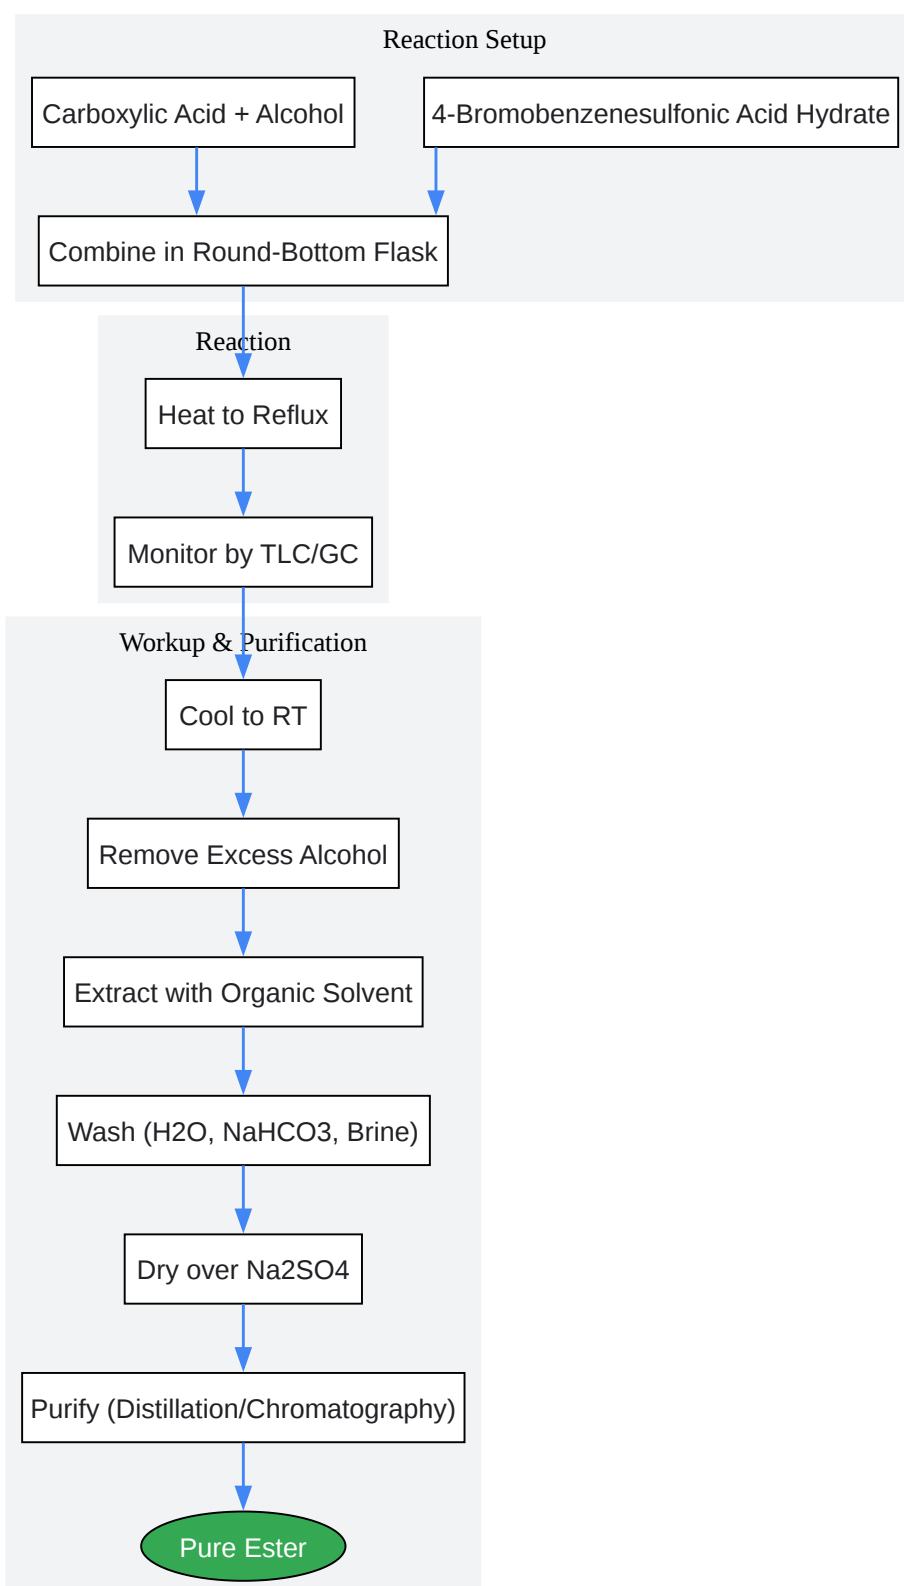 Reaction Setup
Carboxylic Acid + Alcohol
4-Bromobenzenesulfonic Acid Hydrate
Combine in Round-Bottom Flask
Reaction
Heat to Reflux
Monitor by TLC/GC
Workup & Purification
Cool to RT
Remove Excess Alcohol
Extract with Organic Solvent
Wash (H2O, NaHCO3, Brine)
Dry over Na2SO4
Purify (Distillation/Chromatography)
Pure Ester